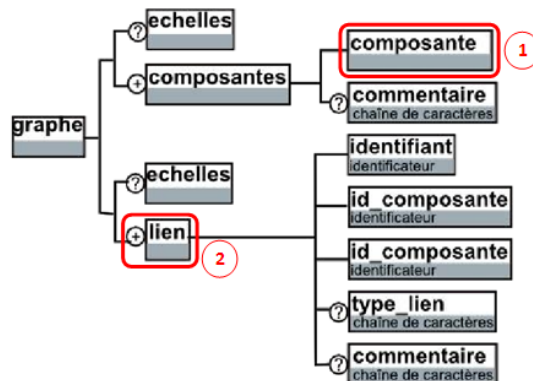 echelles
?
composante
1
+
composantes
?
commentaire
chaîne de caractères
graphe
identifiant
identificateur
?
echelles
id_composante
identificateur
+
lien
2
id_composante
identificateur
?
type_lien
chaîne de caractères
?
commentaire
chaîne de caractères